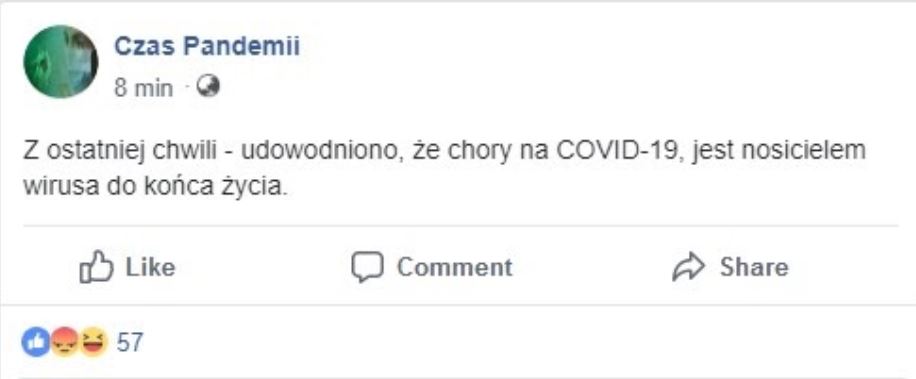 Czas Pandemii
8 min ·
Z ostatniej chwili - udowodniono, że chory na COVID-19, jest nosicielem
wirusa do końca życia.
Like Comment Share
57